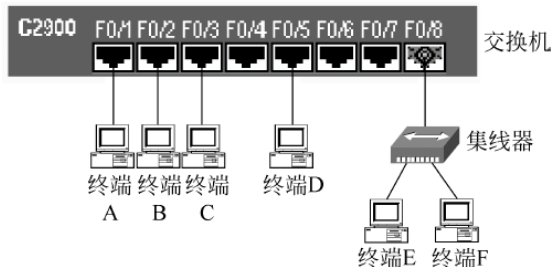 C2900 F0/1 F0/2 F0/3 F0/4 F0/5 F0/6 F0/7 F0/8
交换机
集线器
终端 终端 终端 终端D
A B C
终端E 终端F